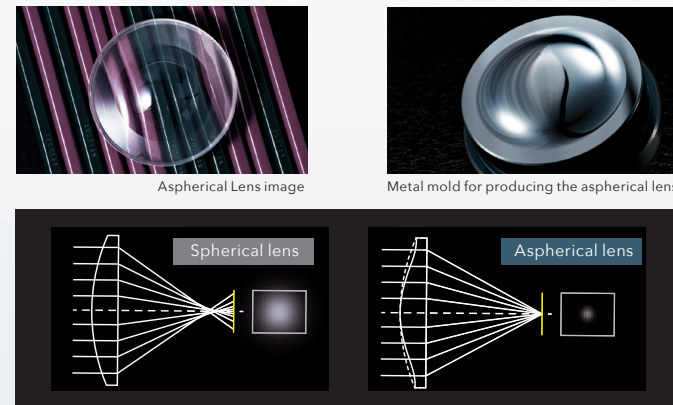 Aspherical Lens image
Metal mold for producing the aspherical lens
Spherical lens
Aspherical lens